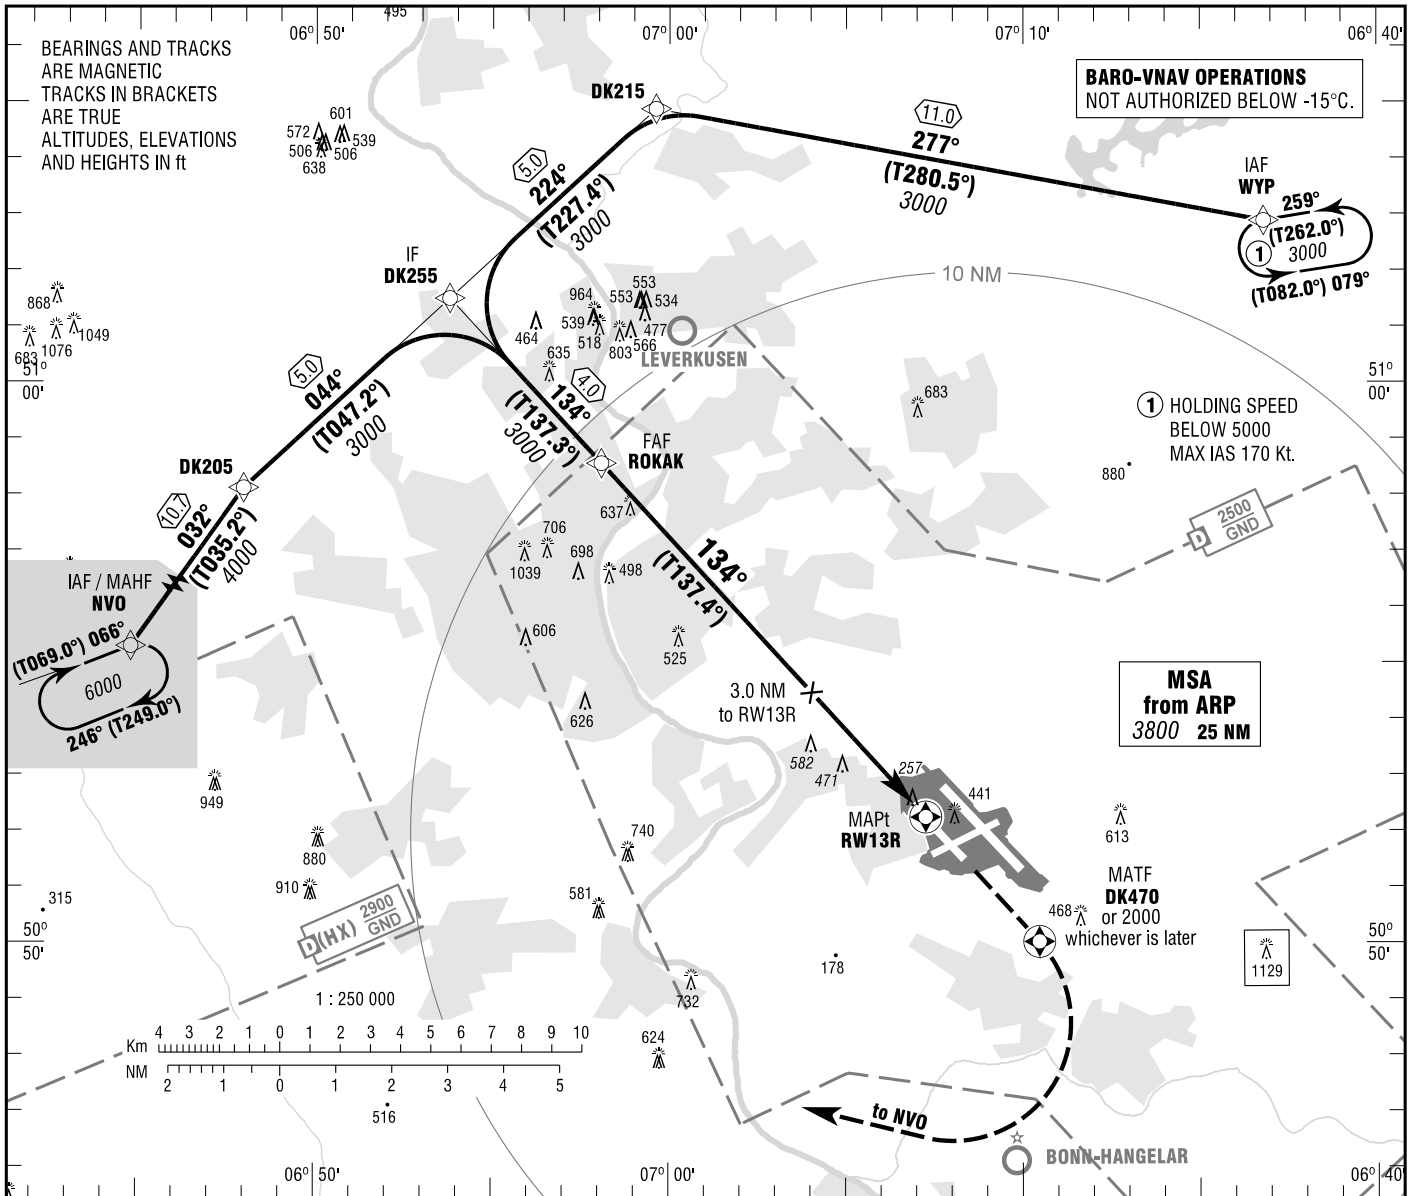 495
06° 50'
07° 00'
07° 10'
06° 40'
BEARINGS AND TRACKS
ARE MAGNETIC
TRACKS IN BRACKETS
ARE TRUE
ALTITUDES, ELEVATIONS
AND HEIGHTS IN ft
BARO-VNAV OPERATIONS
NOT AUTHORIZED BELOW -15°C.
DK215
11.0
277°
(T280.5°)
3000
IAF
WYP
259°
(T262.0°)
1
3000
(T082.0°) 079°
572
601
506
506
539
638
5.0
224°
(T227.4°)
3000
IF
DK255
10 NM
868
683
1076
1049
51°
00'
964
553
553
534
539
518
803
566
477
464
635
LEVERKUSEN
5.0
044°
(T047.2°)
3000
4.0
134°
(T137.3°)
3000
683
51°
00'
1 HOLDING SPEED
BELOW 5000
MAX IAS 170 Kt.
FAF
ROKAK
880
DK205
10.7
032°
(T035.2°)
4000
637
706
1039
698
498
2500
GND
D
134°
(T137.4°)
IAF / MAHF
NVO
(T069.0°) 066°
6000
246° (T249.0°)
606
525
626
3.0 NM
to RW13R
MSA
from ARP
3800 25 NM
582
471
257
441
949
MAPt
RW13R
613
880
740
910
581
MATF
DK470
or 2000
whichever is later
468
315
D(HX)
2900
GND
50°
50'
50°
50'
178
1129
732
1 : 250 000
624
4 3 2 1 0 1 2 3 4 5 6 7 8 9 10
Km
NM
2 1 0 1 2 3 4 5
516
to NVO
BONN-HANGELAR
06° 50'
07° 00'
07° 10'
06° 40'